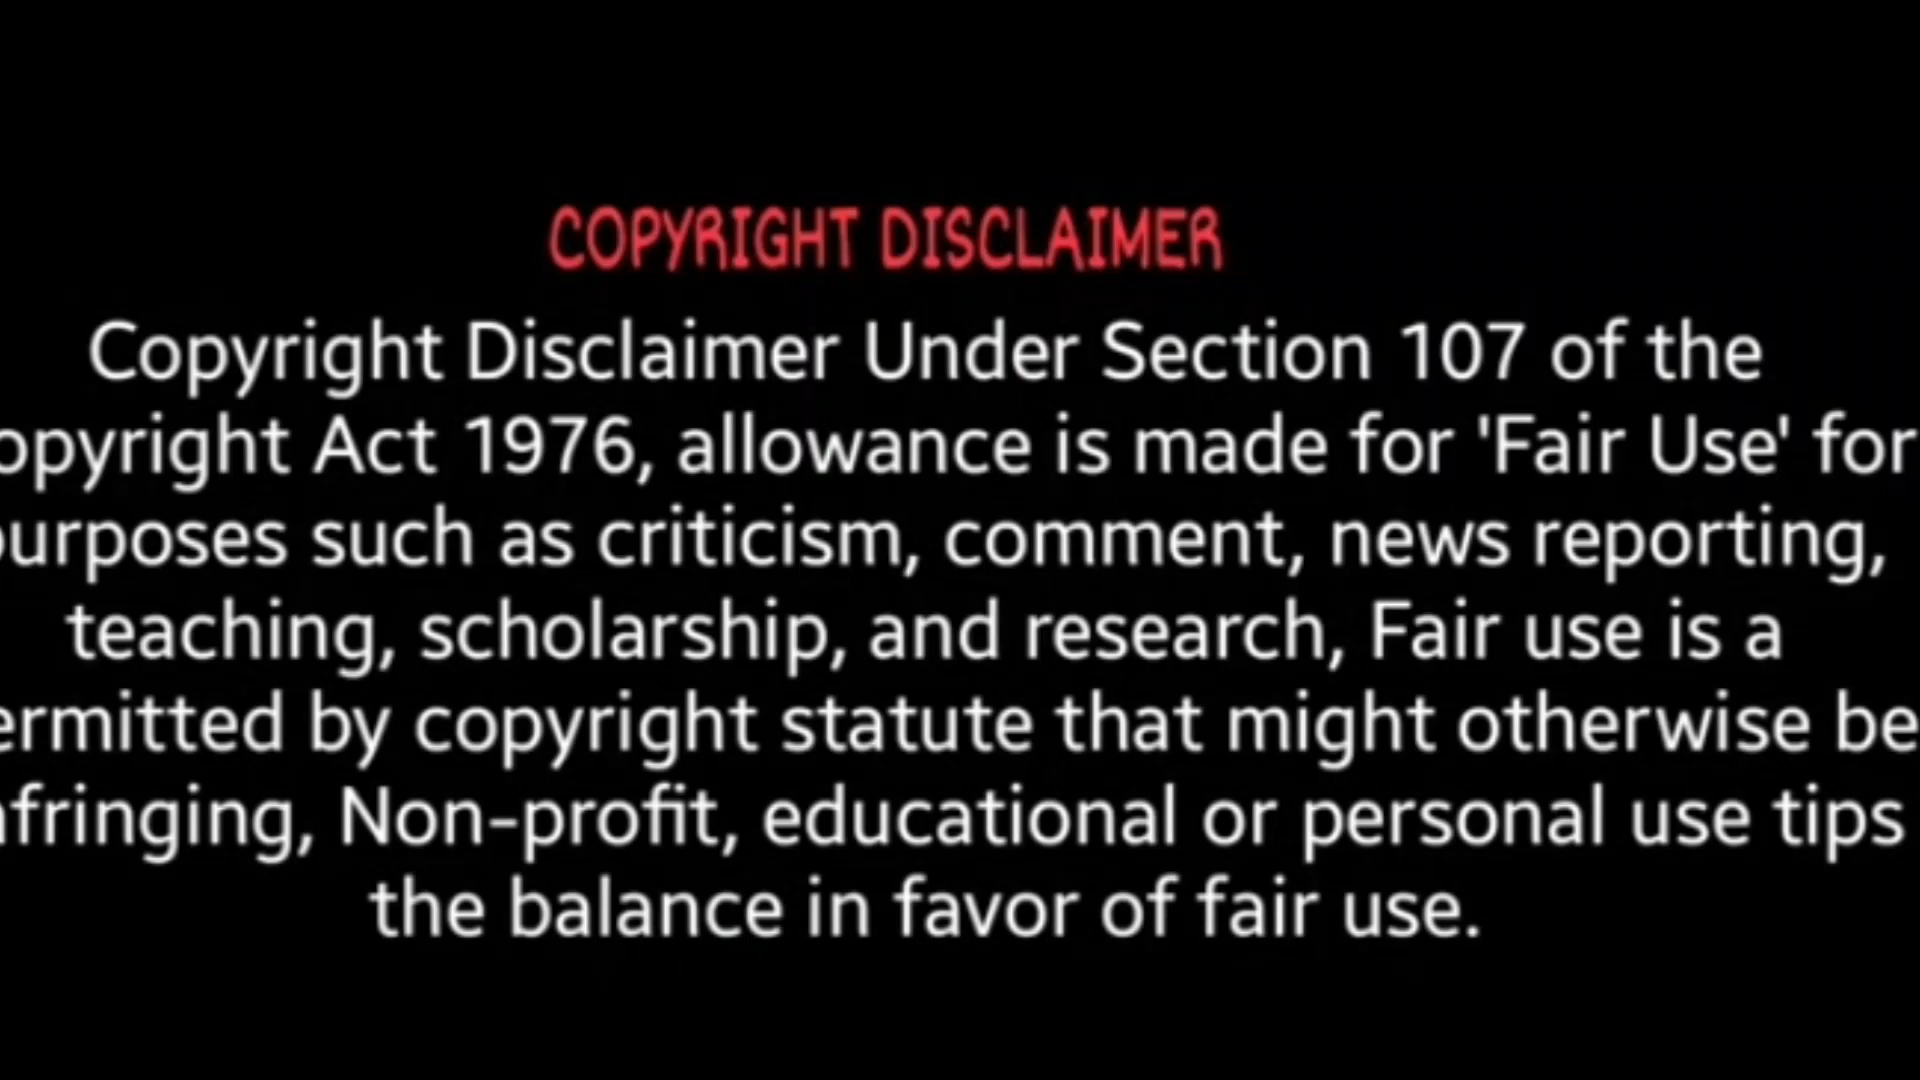 COPYRIGHT DISCLAIMER
Copyright Disclaimer Under Section 107 of the
opyright Act 1976, allowance is made for 'Fair Use' for
purposes such as criticism, comment, news reporting,
teaching, scholarship, and research, Fair use is a
ermitted by copyright statute that might otherwise be
nfringing, Non-profit, educational or personal use tips
the balance in favor of fair use.